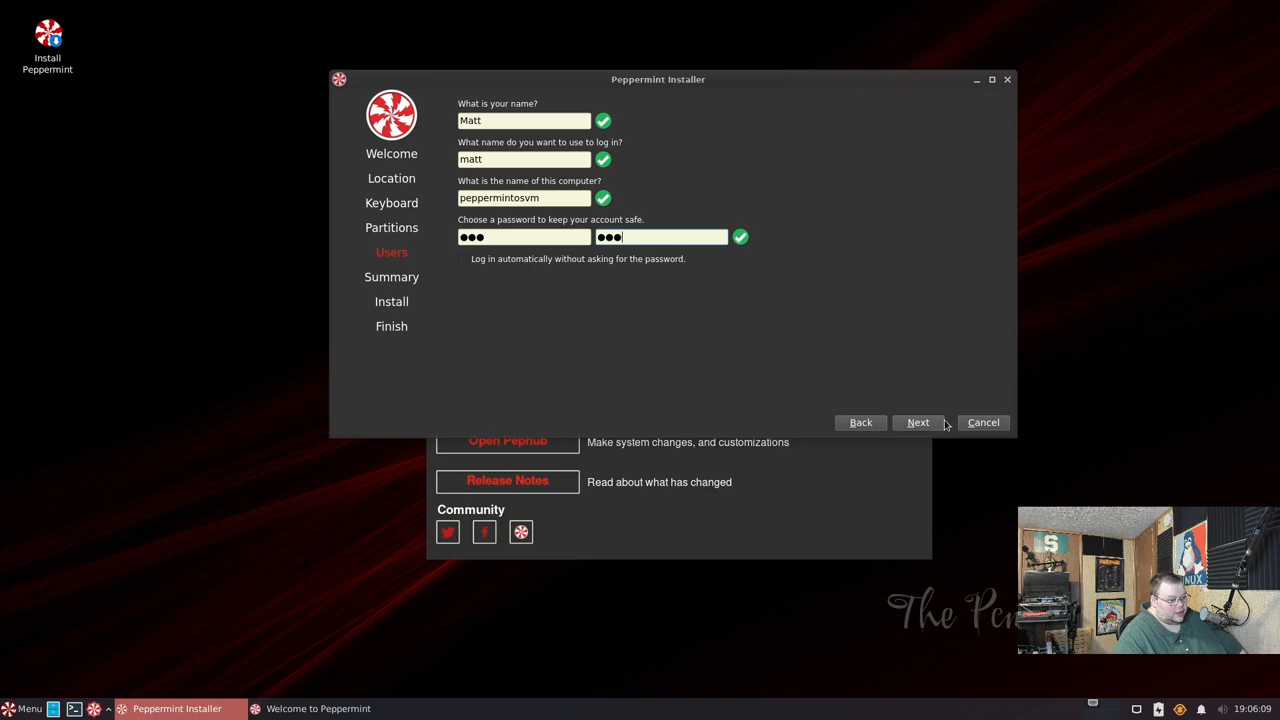 Install
Peppermint
Peppermint Installer
Welcome
Location
Keyboard
Partitions
Users
Summary
Install
Finish
What is your name?
Matt
What name do you want to use to log in?
matt
What is the name of this computer?
peppermintosvm
Choose a password to keep your account safe.
Log in automatically without asking for the password.
Back
Next
Cancel
Open Pephub
Make system changes, and customizations
Release Notes
Read about what has changed
Community
The Pe
S
Menu
Peppermint Installer
Welcome to Peppermint
19:06:09